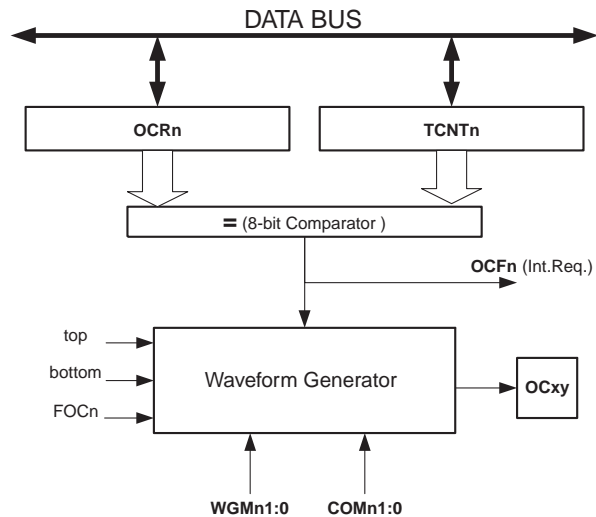 DATA BUS
OCRn
TCNTn
= (8-bit Comparator )
OCFn (Int.Req.)
top
bottom
FOCn
Waveform Generator
OCxy
WGMn1:0
COMn1:0